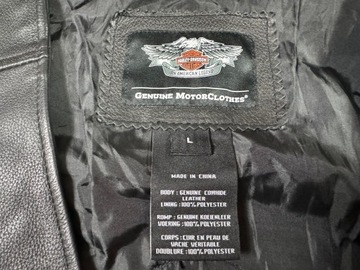 HARLEY-DAVIDSON
AN AMERICAN LEGEND
GENUINE MOTORCLOTHES®
L
MADE IN CHINA
BODY: GENUINE COWHIDE
LEATHER
LINING: 100% POLYESTER
ROMP: GENUINE KOEIENLEER
VOERING: 100% POLYESTER
CORPS: CUIR EN PEAU DE
VACHE VERITABLE
DOUBLURE: 100% POLYESTER